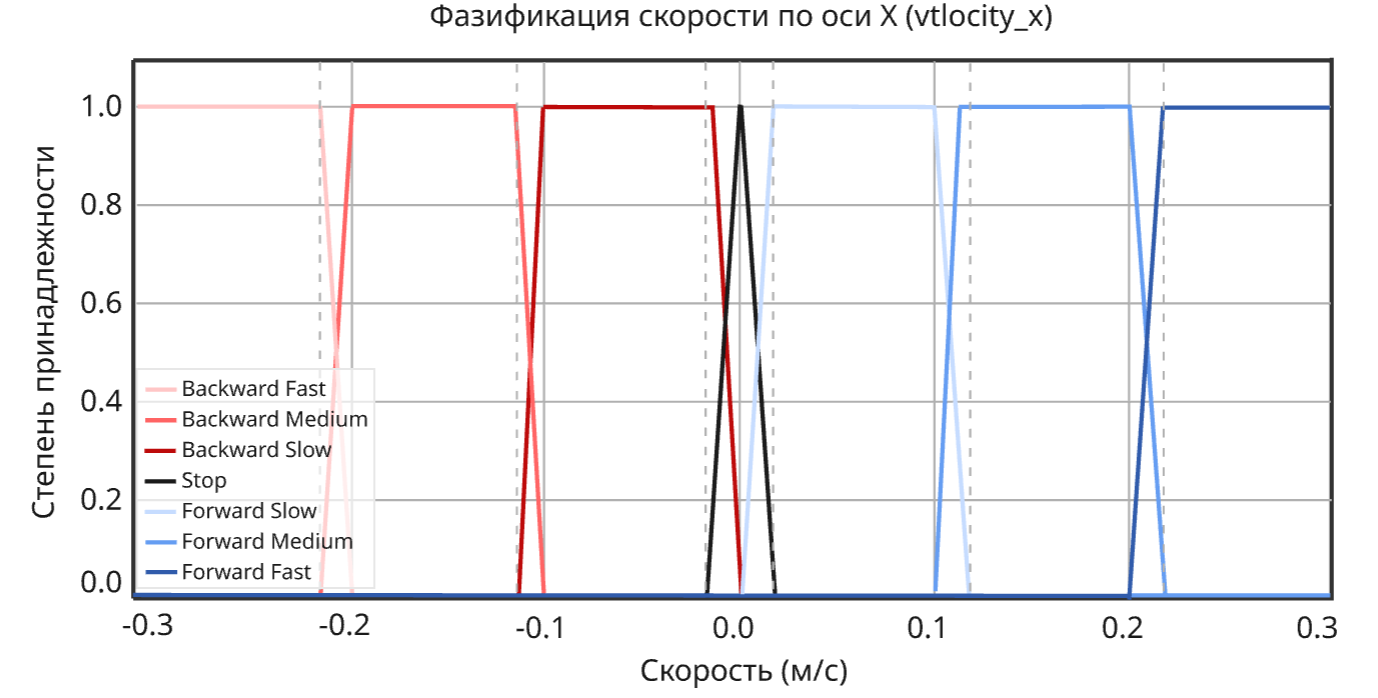 Фазификация скорости по оси X (vtlocity_x)
Степень принадлежности
1.0
0.8
0.6
0.4
0.2
0.0
Backward Fast
Backward Medium
Backward Slow
Stop
Forward Slow
Forward Medium
Forward Fast
-0.3 -0.2 -0.1 0.0 0.1 0.2 0.3
Скорость (м/с)